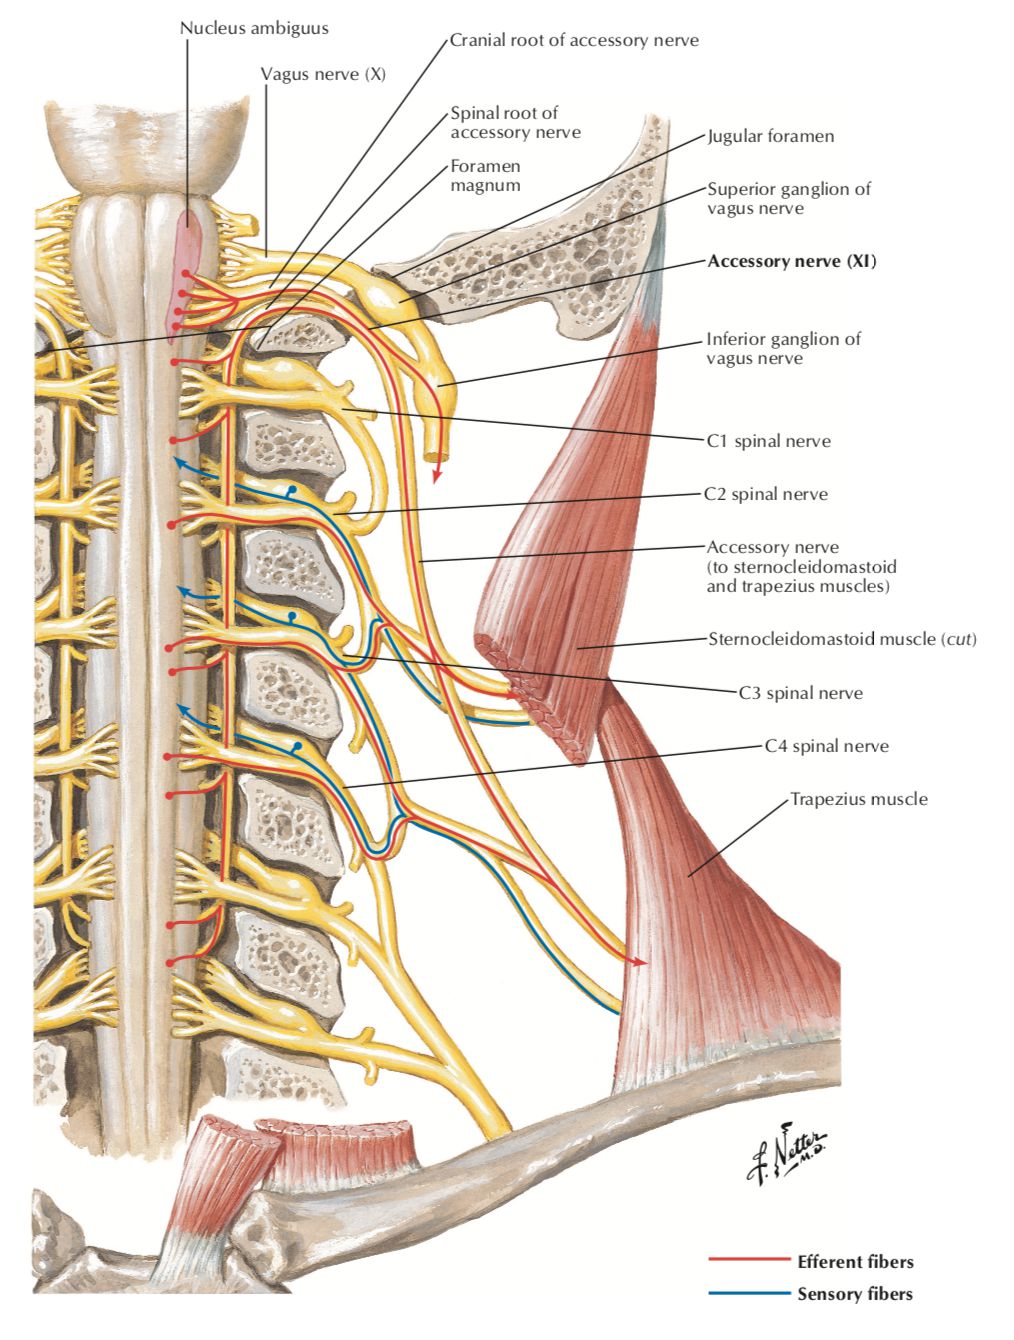 Nucleus ambiguus
Cranial root of accessory nerve
Vagus nerve (X)
Spinal root of
accessory nerve
Jugular foramen
Foramen
magnum
Superior ganglion of
vagus nerve
Accessory nerve (XI)
Inferior ganglion of
vagus nerve
C1 spinal nerve
C2 spinal nerve
Accessory nerve
(to sternocleidomastoid
and trapezius muscles)
Sternocleidomastoid muscle (cut)
C3 spinal nerve
C4 spinal nerve
Trapezius muscle
F. Netter
M.D.
Efferent fibers
Sensory fibers